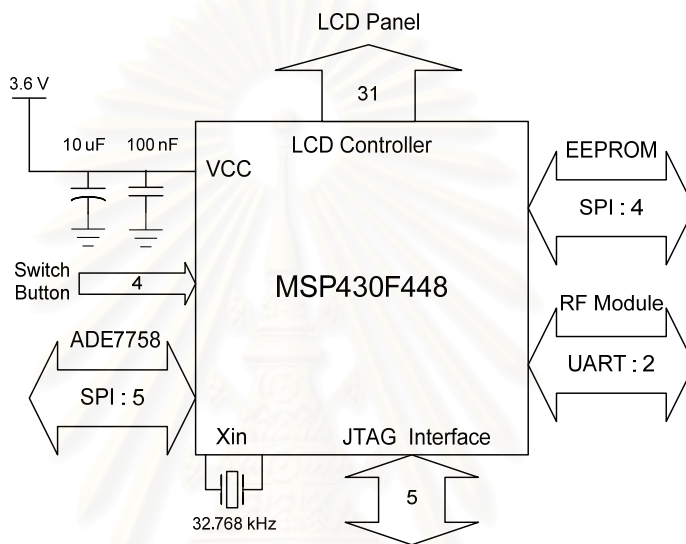 LCD Panel
31
3.6 V
10 uF
100 nF
VCC
LCD Controller
EEPROM
SPI : 4
Switch
Button
4
MSP430F448
RF Module
UART : 2
ADE7758
SPI : 5
Xin
JTAG Interface
5
32.768 kHz